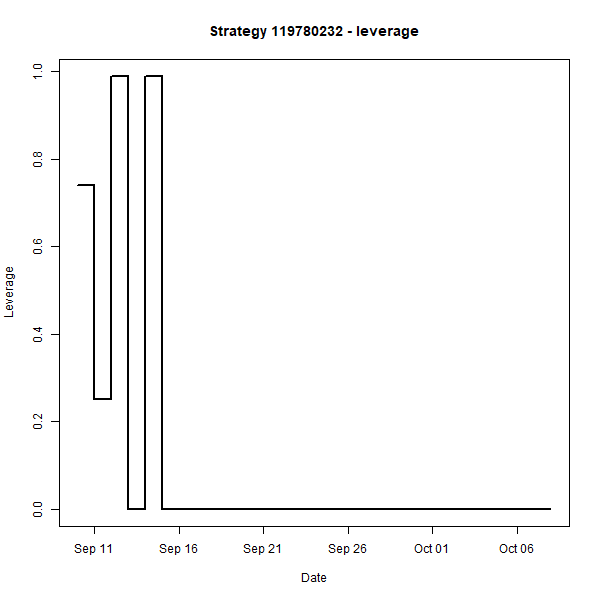 Strategy 119780232 - leverage
Leverage
1.0
0.8
0.6
0.4
0.2
0.0
Sep 11 Sep 16 Sep 21 Sep 26 Oct 01 Oct 06
Date